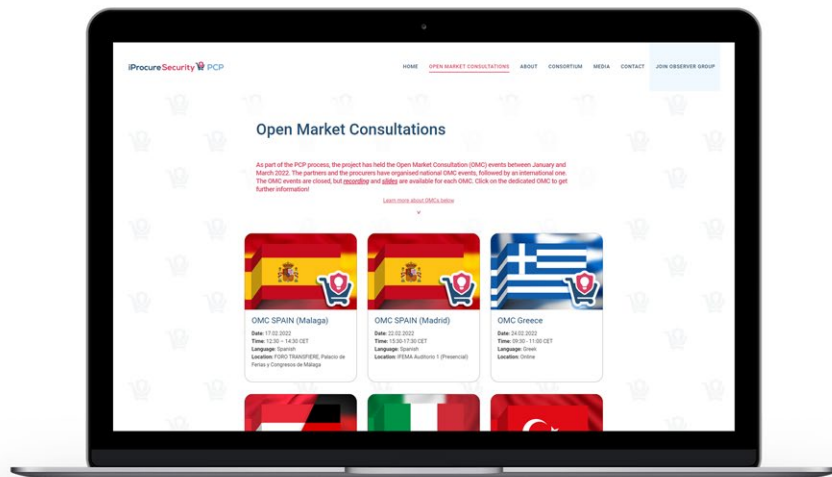 iProcureSecurity PCP
HOME OPEN MARKET CONSULTATIONS ABOUT CONSORTIUM MEDIA CONTACT JOIN OBSERVER GROUP
Open Market Consultations
As part of the PCP process, the project has held the Open Market Consultation (OMC) events between January and
March 2022. The partners and the procurers have organised national OMC events, followed by an international one.
The OMC events are closed, but recording and slides are available for each OMC. Click on the dedicated OMC to get
further information!
Learn more about OMCs below
OMC SPAIN (Malaga)
Date: 17.02.2022
Time: 12:30 – 14:30 CET
Language: Spanish
Location: FORO TRANSFIERE, Palacio de
Ferias y Congresos de Málaga
OMC SPAIN (Madrid)
Date: 22.02.2022
Time: 15:30-17:30 CET
Language: Spanish
Location: IFEMA Auditorio 1 (Presencial)
OMC Greece
Date: 24.02.2022
Time: 09:30 - 11:00 CET
Language: Greek
Location: Online